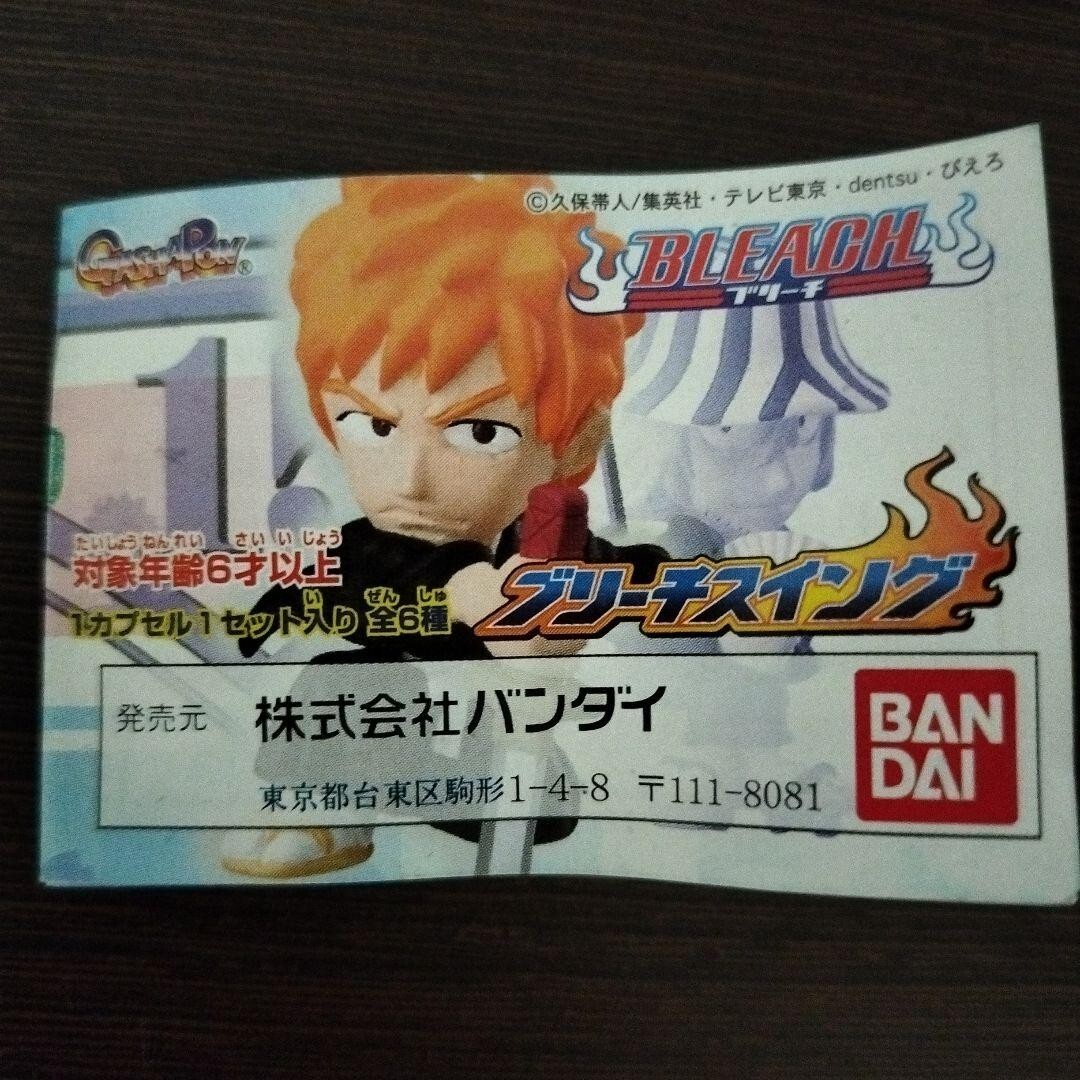 ©久保帯人/集英社・テレビ東京・dentsu・ぴえろ
GASHAPON®
BLEACH
ブリーチ
1.
たいしょうねんれい さいいじょう
対象年齢6才以上
い ぜん しゅ
1カプセル1セット入り 全6種
ブリーチスイング
発売元 株式会社バンダイ
東京都台東区駒形1-4-8 〒111-8081
BAN
DAI